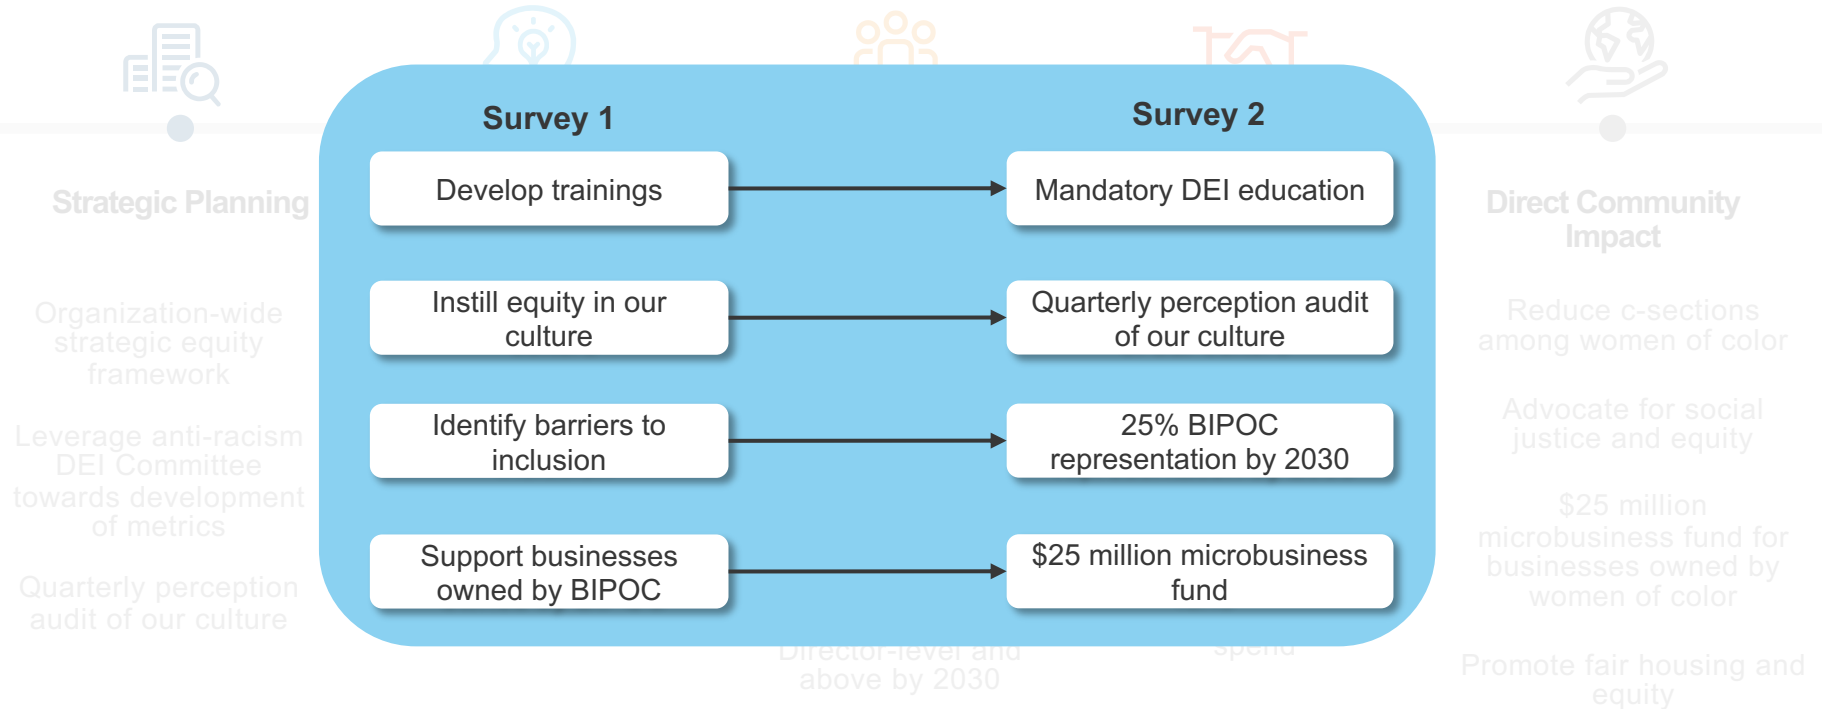 Survey 1
Survey 2
Develop trainings
Mandatory DEI education
Instill equity in our
culture
Quarterly perception audit
of our culture
Identify barriers to
inclusion
25% BIPOC
representation by 2030
Support businesses
owned by BIPOC
$25 million microbusiness
fund
Strategic Planning
Organization-wide
strategic equity
framework
Leverage anti-racism
DEI Committee
towards development
of metrics
Quarterly perception
audit of our culture
Director-level and
above by 2030
spend
Direct Community
Impact
Reduce c-sections
among women of color
Advocate for social
justice and equity
$25 million
microbusiness fund for
businesses owned by
women of color
Promote fair housing and
equity